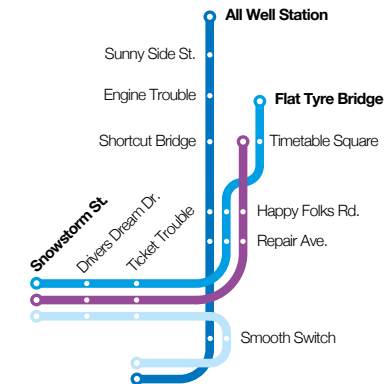 All Well Station
Sunny Side St.
Engine Trouble
Flat Tyre Bridge
Shortcut Bridge
Timetable Square
Snowstorm St.
Drivers Dream Dr.
Ticket Trouble
Happy Folks Rd.
Repair Ave.
Smooth Switch